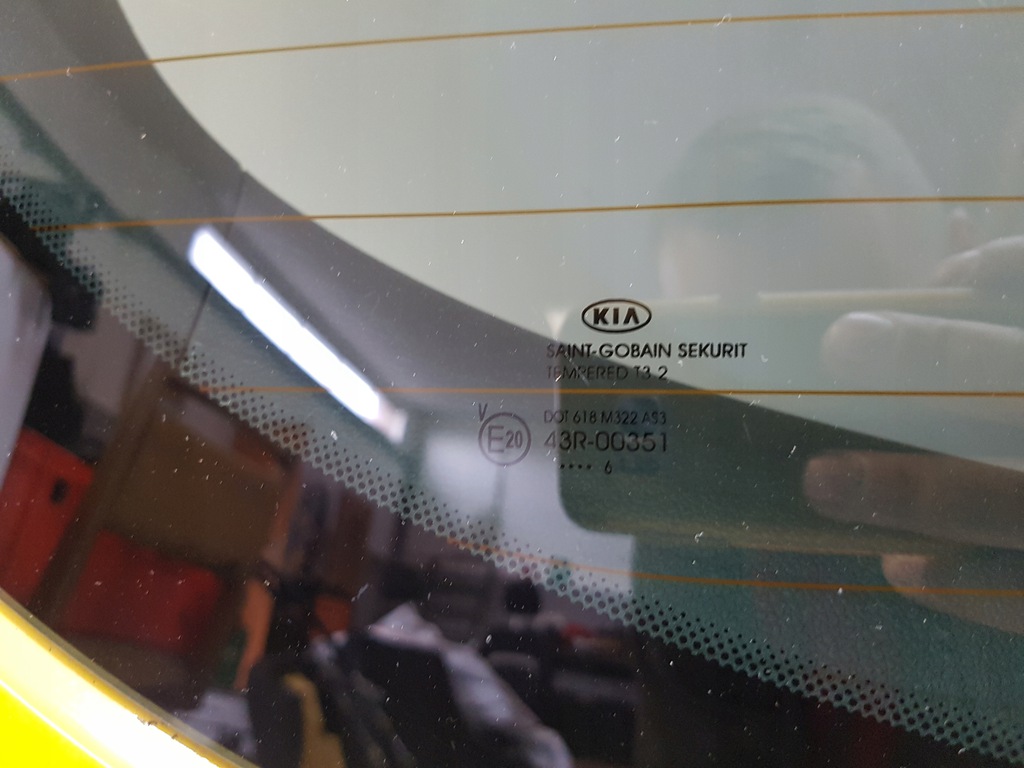 KIA
SAINT-GOBAIN SEKURIT
TEMPERED T3.2
DOT 618 M322 AS3
V
E20
43R-00351
.... 6